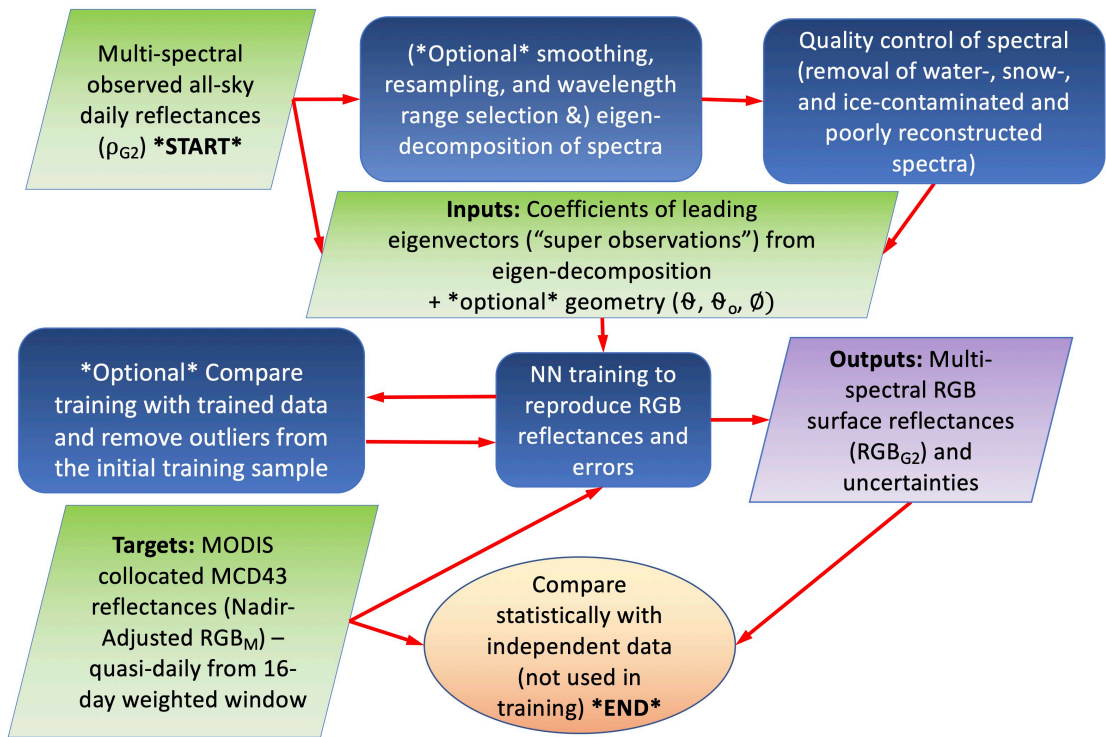 Multi-spectral
observed all-sky
daily reflectances
(ρG2) *START*
(*Optional* smoothing,
resampling, and wavelength
range selection &) eigen-
decomposition of spectra
Quality control of spectral
(removal of water-, snow-,
and ice-contaminated and
poorly reconstructed
spectra)
Inputs: Coefficients of leading
eigenvectors (“super observations”) from
eigen-decomposition
+ *optional* geometry (ϑ, ϑo, Ø)
*Optional* Compare
training with trained data
and remove outliers from
the initial training sample
NN training to
reproduce RGB
reflectances and
errors
Outputs: Multi-
spectral RGB
surface reflectances
(RGBG2) and
uncertainties
Targets: MODIS
collocated MCD43
reflectances (Nadir-
Adjusted RGBM) –
quasi-daily from 16-
day weighted window
Compare
statistically with
independent data
(not used in
training) *END*